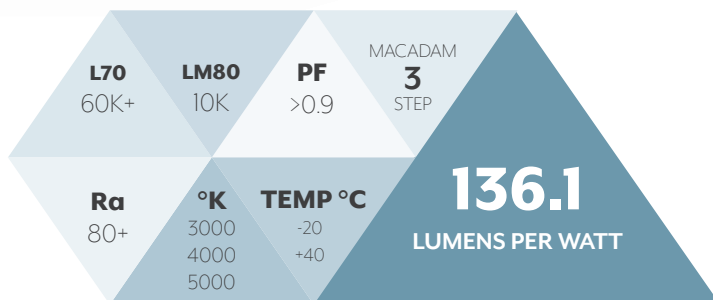 L70
60K+
LM80
10K
PF
>0.9
MACADAM
3
STEP
Ra
80+
°K
3000
4000
5000
TEMP °C
-20
+40
136.1
LUMENS PER WATT